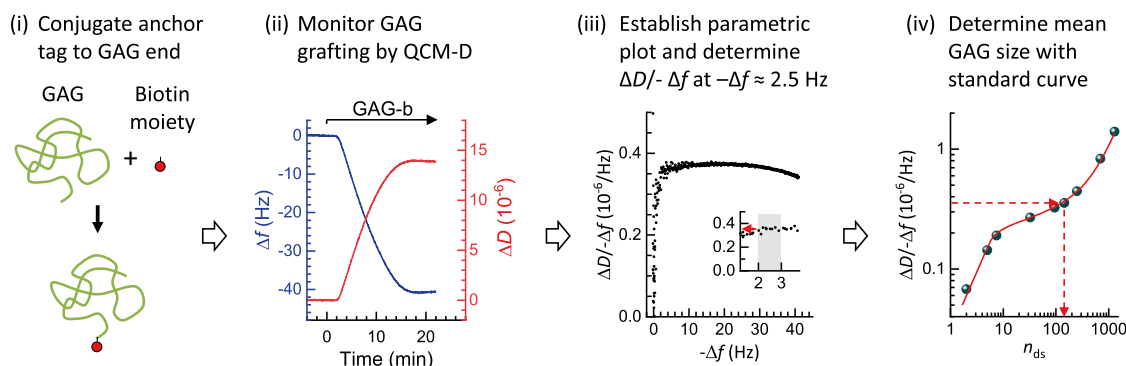 (i) Conjugate anchor
tag to GAG end
GAG
Biotin
moiety
+
(ii) Monitor GAG
grafting by QCM-D
GAG-b
0
-10
-20
-30
-40
Δf (Hz)
0
5
10
15
ΔD (10⁻⁶)
0
10
20
Time (min)
(iii) Establish parametric
plot and determine
ΔD/- Δf at –Δf ≈ 2.5 Hz
0.4
0.3
0.2
0.1
0.0
ΔD/-Δf (10⁻⁶/Hz)
0.4
0.2
0.0
2
3
0
10
20
30
40
-Δf (Hz)
(iv) Determine mean
GAG size with
standard curve
1
0.1
ΔD/-Δf (10⁻⁶/Hz)
1
10
100
1000
n_ds